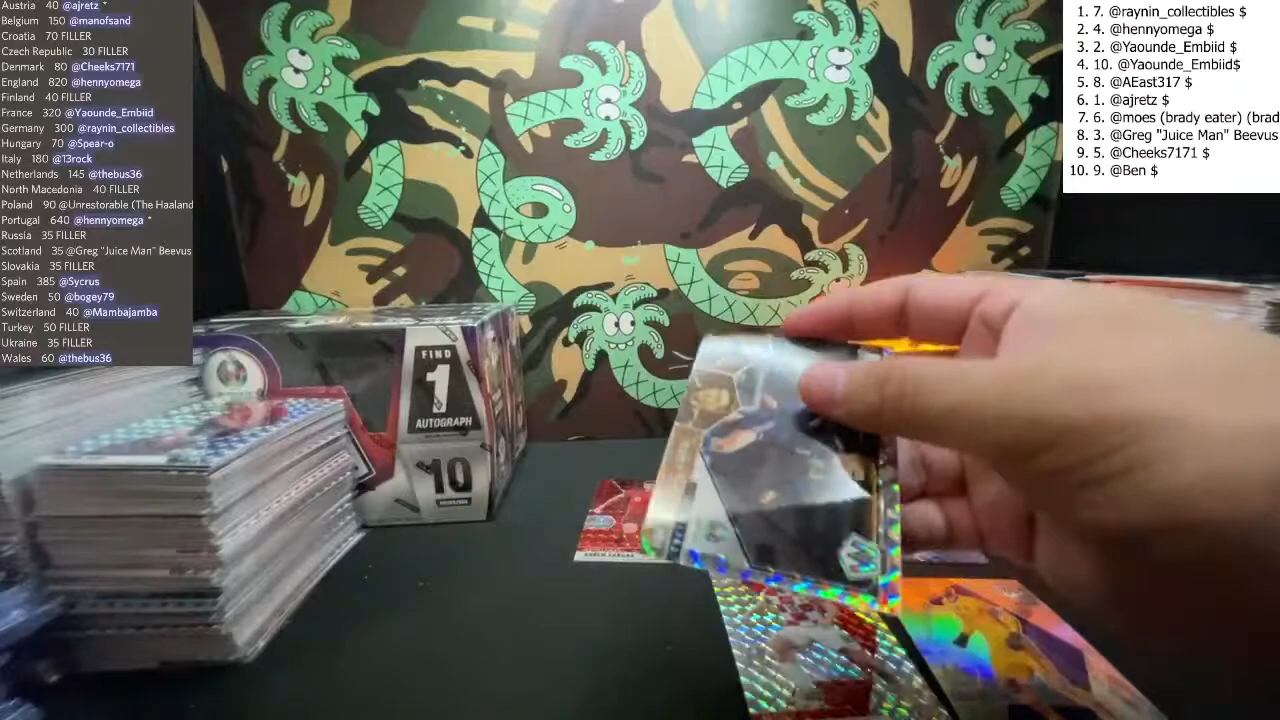 Austria 40 @ajretz *
Belgium 150 @manofsand
Croatia 70 FILLER
Czech Republic 30 FILLER
Denmark 80 @Cheeks7171
England 820 @hennyomega
Finland 40 FILLER
France 320 @Yaounde_Embiid
Germany 300 @raynin_collectibles
Hungary 70 @Spear-o
Italy 180 @13rock
Netherlands 145 @thebus36
North Macedonia 40 FILLER
Poland 90 @Unrestorable (The Haaland
Portugal 640 @hennyomega *
Russia 35 FILLER
Scotland 35 @Greg "Juice Man" Beevus
Slovakia 35 FILLER
Spain 385 @Sycrus
Sweden 50 @bogey79
Switzerland 40 @Mambajamba
Turkey 50 FILLER
Ukraine 35 FILLER
Wales 60 @thebus36
1. 7. @raynin_collectibles $
2. 4. @hennyomega $
3. 2. @Yaounde_Embiid $
4. 10. @Yaounde_Embiid$
5. 8. @AEast317 $
6. 1. @ajretz $
7. 6. @moes (brady eater) (brad
8. 3. @Greg "Juice Man" Beevus
9. 5. @Cheeks7171 $
10. 9. @Ben $
FIND
1
AUTOGRAPH
10